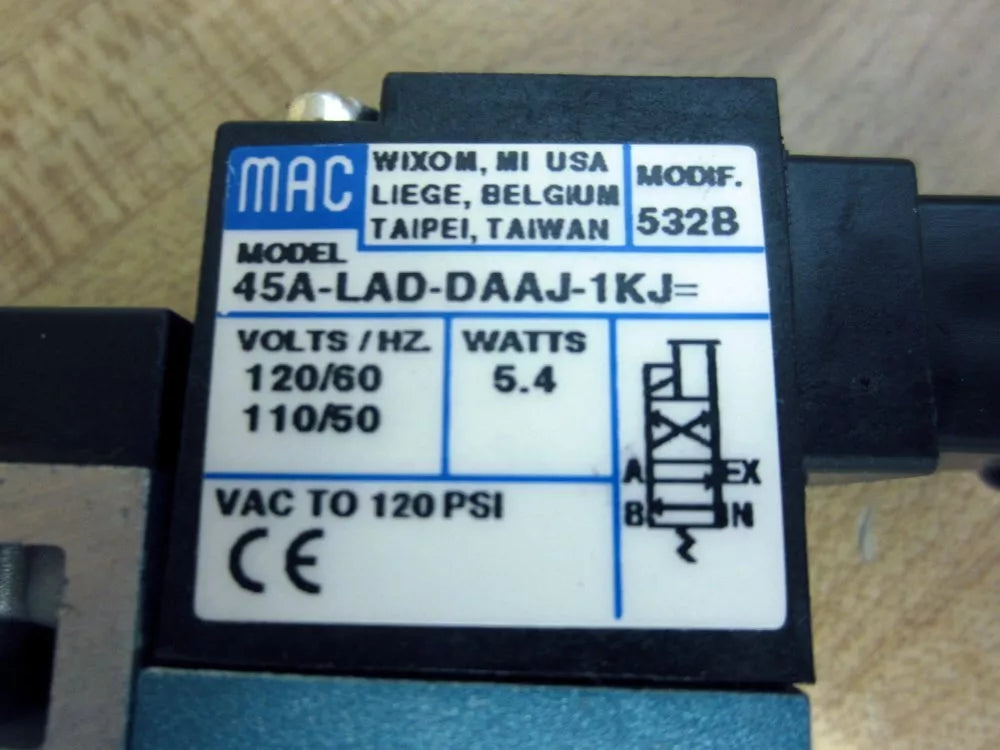 MAC
WIXOM, MI USA
LIEGE, BELGIUM
TAIPEI, TAIWAN
MODIF.
532B
MODEL
45A-LAD-DAAJ-1KJ=
VOLTS / HZ.
120/60
110/50
WATTS
5.4
A EX
B IN
VAC TO 120 PSI
CE